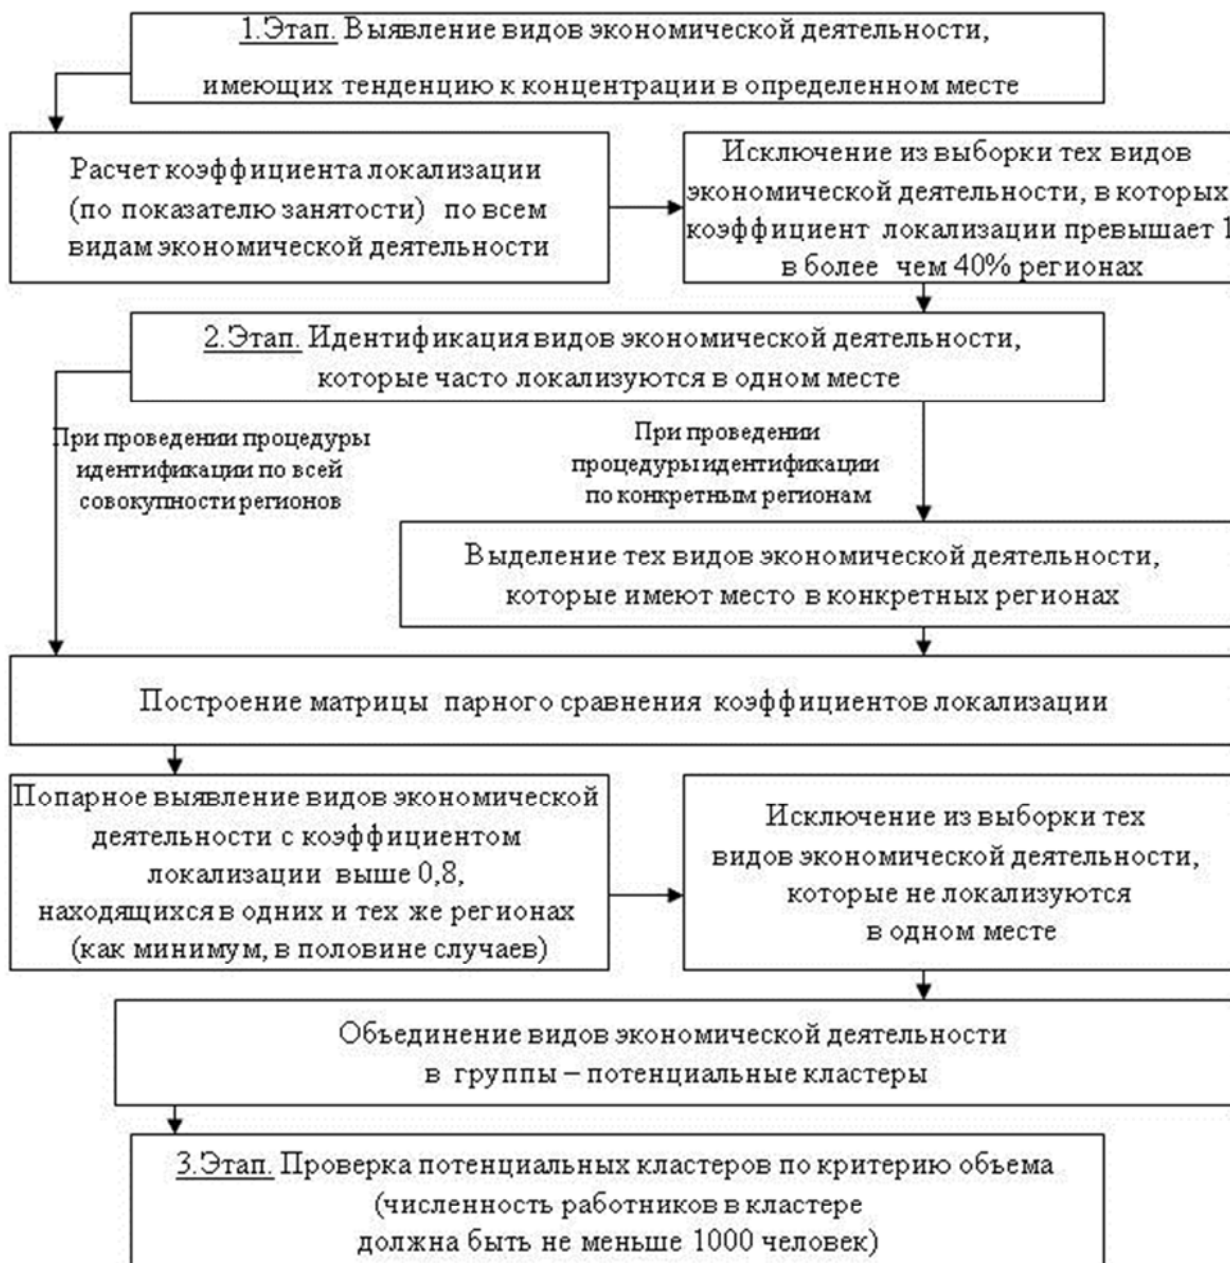 1.Этап. Выявление видов экономической деятельности,
имеющих тенденцию к концентрации в определенном месте
Расчет коэффициента локализации
(по показателю занятости) по всем
видам экономической деятельности
Исключение из выборки тех видов
экономической деятельности, в которых
коэффициент локализации превышает 1
в более чем 40% регионах
2.Этап. Идентификация видов экономической деятельности,
которые часто локализуются в одном месте
При проведении процедуры
идентификации по всей
совокупности регионов
При проведении
процедуры идентификации
по конкретным регионам
Выделение тех видов экономической деятельности,
которые имеют место в конкретных регионах
Построение матрицы парного сравнения коэффициентов локализации
Попарное выявление видов экономической
деятельности с коэффициентом
локализации выше 0,8,
находящихся в одних и тех же регионах
(как минимум, в половине случаев)
Исключение из выборки тех
видов экономической деятельности,
которые не локализуются
в одном месте
Объединение видов экономической деятельности
в группы – потенциальные кластеры
3.Этап. Проверка потенциальных кластеров по критерию объема
(численность работников в кластере
должна быть не меньше 1000 человек)